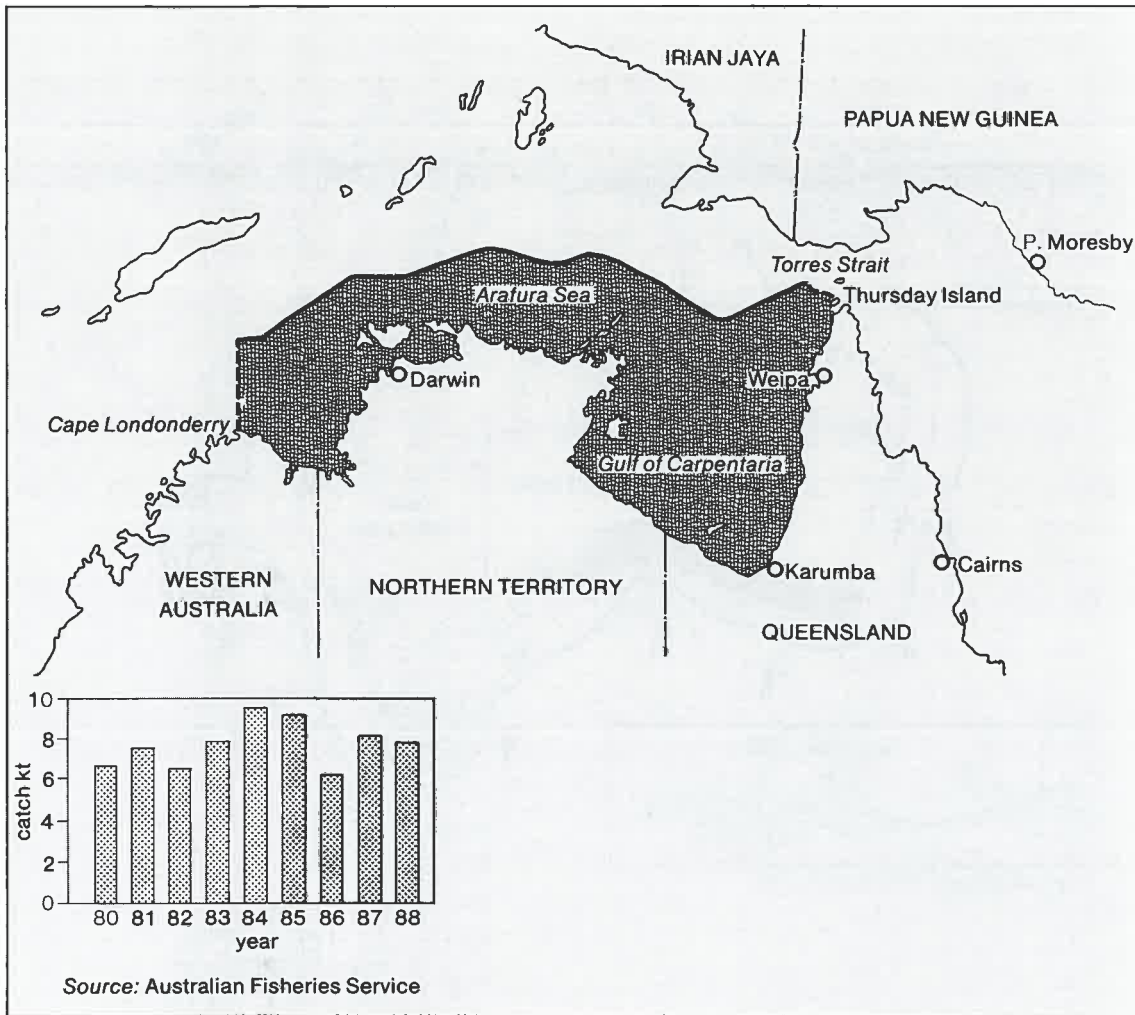 IRIAN JAYA
PAPUA NEW GUINEA
P. Moresby
Torres Strait
Arafura Sea
Thursday Island
Darwin
Weipa
Cape Londonderry
Gulf of Carpentaria
Karumba
Cairns
WESTERN
AUSTRALIA
NORTHERN TERRITORY
QUEENSLAND
10
8
6
4
2
0
catch kt
80 81 82 83 84 85 86 87 88
year
Source: Australian Fisheries Service